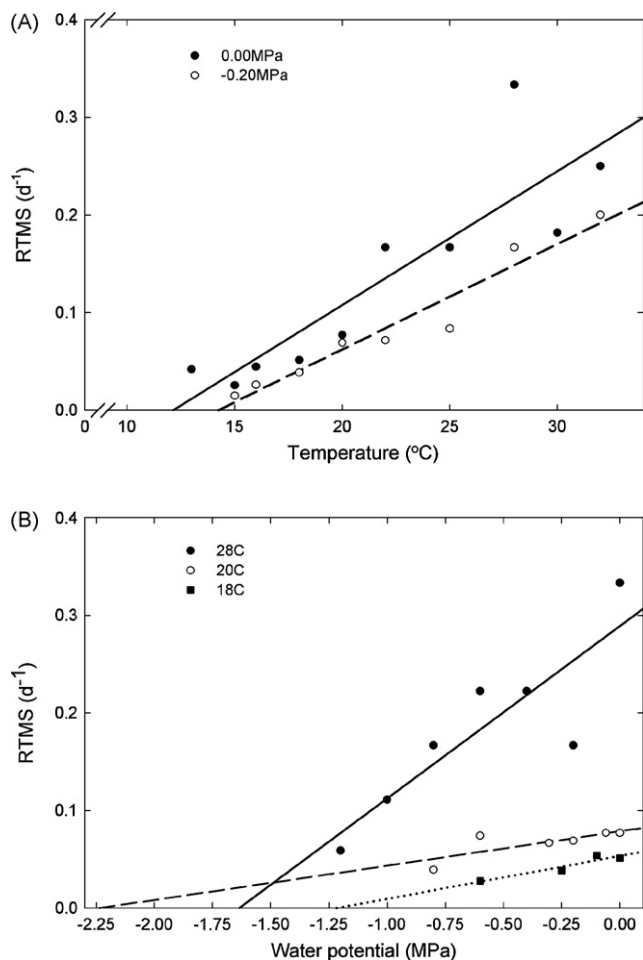 (A)
0.4
0.3
0.2
0.1
0.0
RTMS (d⁻¹)
0.00MPa
-0.20MPa
0 10 15 20 25 30
Temperature (ºC)
(B)
0.4
0.3
0.2
0.1
0.0
RTMS (d⁻¹)
28C
20C
18C
-2.25 -2.00 -1.75 -1.50 -1.25 -1.00 -0.75 -0.50 -0.25 0.00
Water potential (MPa)